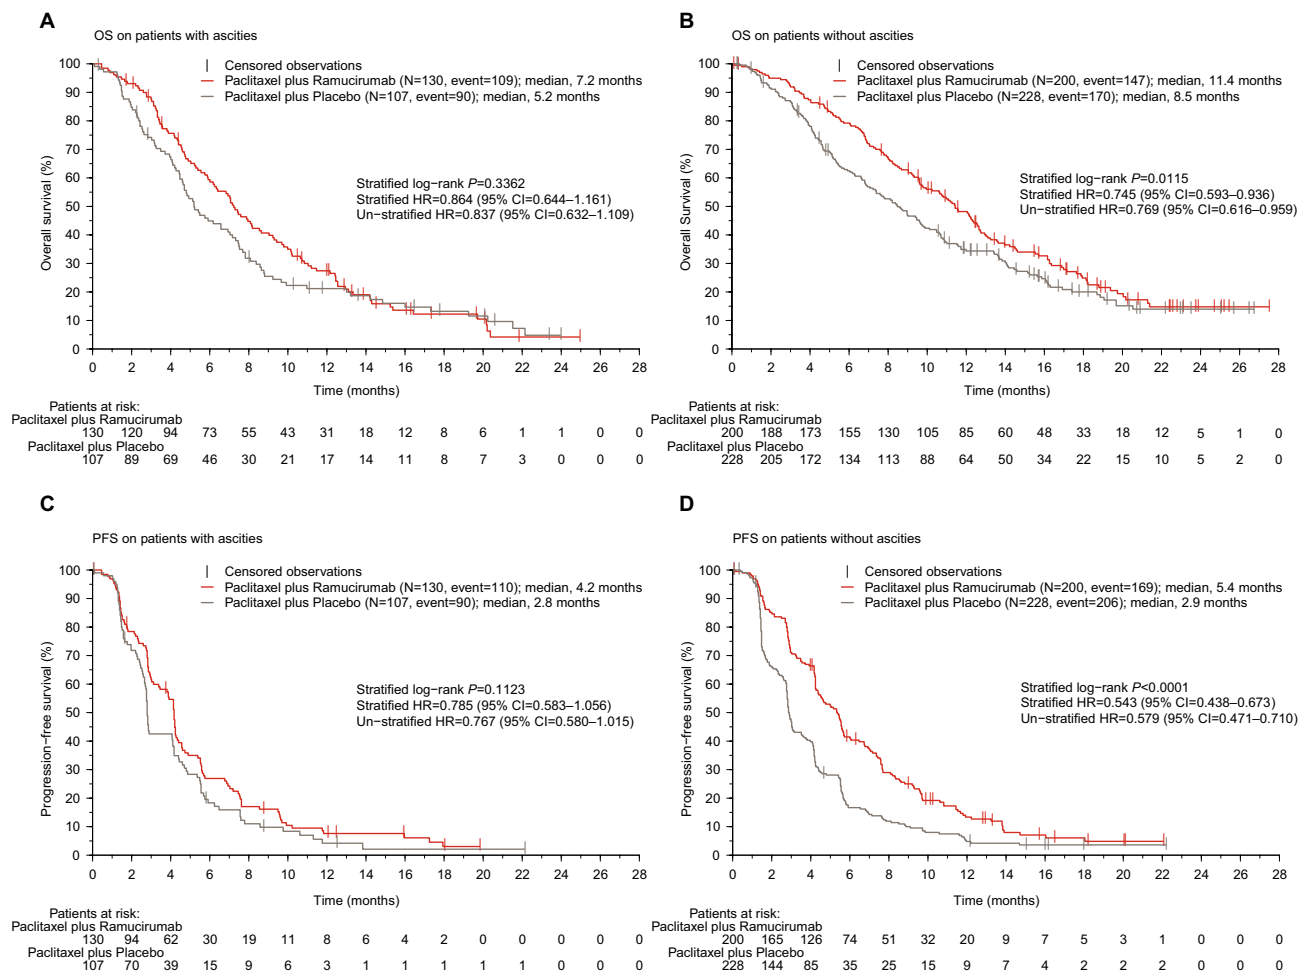 A
OS on patients with ascities
Censored observations
Paclitaxel plus Ramucirumab (N=130, event=109); median, 7.2 months
Paclitaxel plus Placebo (N=107, event=90); median, 5.2 months
Stratified log−rank P=0.3362
Stratified HR=0.864 (95% CI=0.644–1.161)
Un−stratified HR=0.837 (95% CI=0.632–1.109)
Overall Survival (%)
100
90
80
70
60
50
40
30
20
10
0
0 2 4 6 8 10 12 14 16 18 20 22 24 26 28
Time (months)
Patients at risk:
Paclitaxel plus Ramucirumab
130 120 94 73 55 43 31 18 12 8 6 1 1 0 0
Paclitaxel plus Placebo
107 89 69 46 30 21 17 14 11 8 7 3 0 0 0
B
OS on patients without ascities
Censored observations
Paclitaxel plus Ramucirumab (N=200, event=147); median, 11.4 months
Paclitaxel plus Placebo (N=228, event=170); median, 8.5 months
Stratified log−rank P=0.0115
Stratified HR=0.745 (95% CI=0.593–0.936)
Un−stratified HR=0.769 (95% CI=0.616–0.959)
Overall Survival (%)
100
90
80
70
60
50
40
30
20
10
0
0 2 4 6 8 10 12 14 16 18 20 22 24 26 28
Time (months)
Patients at risk:
Paclitaxel plus Ramucirumab
200 188 173 155 130 105 85 60 48 33 18 12 5 1 0
Paclitaxel plus Placebo
228 205 172 134 113 88 64 50 34 22 15 10 5 2 0
C
PFS on patients with ascities
Censored observations
Paclitaxel plus Ramucirumab (N=130, event=110); median, 4.2 months
Paclitaxel plus Placebo (N=107, event=90); median, 2.8 months
Stratified log−rank P=0.1123
Stratified HR=0.785 (95% CI=0.583–1.056)
Un−stratified HR=0.767 (95% CI=0.580–1.015)
Progression−free survival (%)
100
90
80
70
60
50
40
30
20
10
0
0 2 4 6 8 10 12 14 16 18 20 22 24 26 28
Time (months)
Patients at risk:
Paclitaxel plus Ramucirumab
130 94 62 30 19 11 8 6 4 2 0 0 0 0 0
Paclitaxel plus Placebo
107 70 39 15 9 6 3 1 1 1 1 1 0 0 0
D
PFS on patients without ascities
Censored observations
Paclitaxel plus Ramucirumab (N=200, event=169); median, 5.4 months
Paclitaxel plus Placebo (N=228, event=206); median, 2.9 months
Stratified log−rank P<0.0001
Stratified HR=0.543 (95% CI=0.438–0.673)
Un−stratified HR=0.579 (95% CI=0.471–0.710)
Progression−free survival (%)
100
90
80
70
60
50
40
30
20
10
0
0 2 4 6 8 10 12 14 16 18 20 22 24 26 28
Time (months)
Patients at risk:
Paclitaxel plus Ramucirumab
200 165 126 74 51 32 20 9 7 5 3 1 0 0 0
Paclitaxel plus Placebo
228 144 85 35 25 15 9 7 4 2 2 2 0 0 0